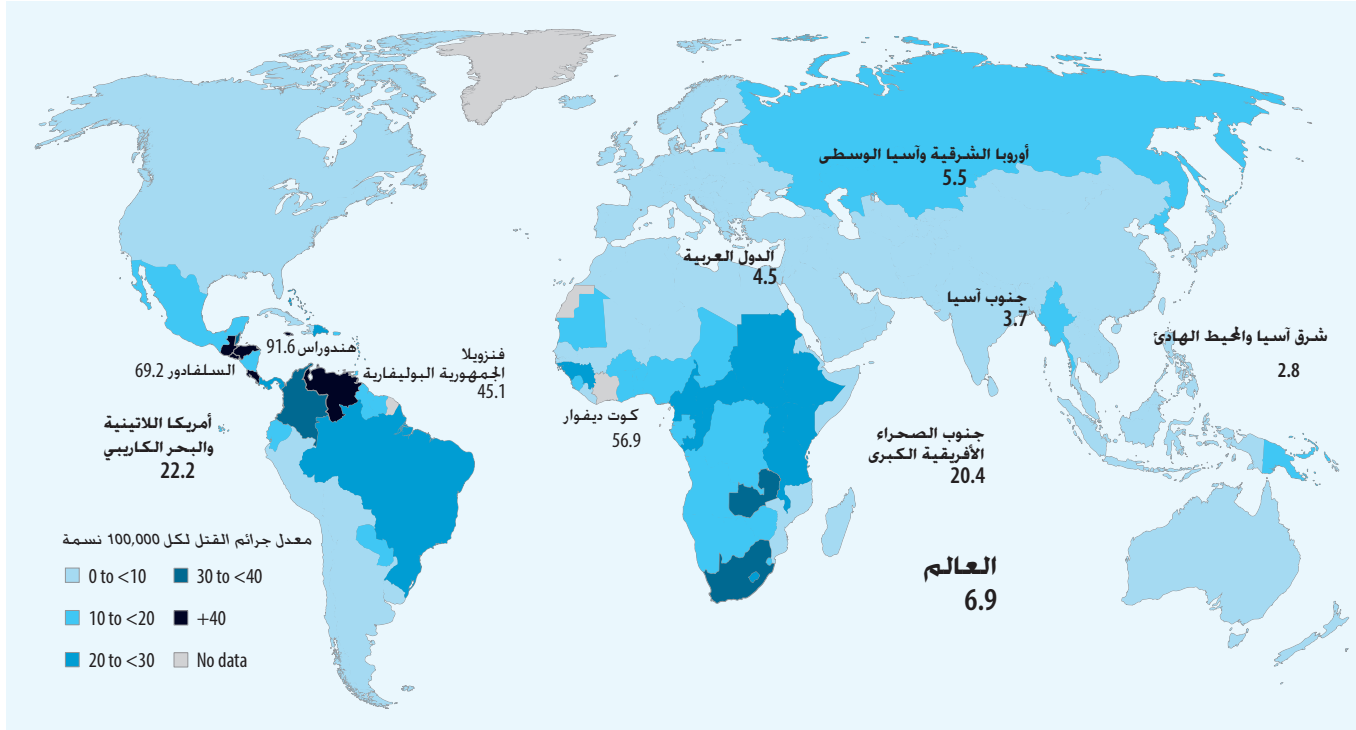 أوروبا الشرقية وآسيا الوسطى
5.5
الدول العربية
4.5
جنوب آسيا
3.7
شرق آسيا والمحيط الهادئ
2.8
هندوراس 91.6
السلفادور 69.2
فنزويلا
الجمهورية البوليفارية
45.1
كوت ديفوار
56.9
أمريكا اللاتينية
والبحر الكاريبي
22.2
جنوب الصحراء
الأفريقية الكبرى
20.4
العالم
6.9
معدل جرائم القتل لكل 100,000 نسمة
0 to <10
30 to <40
10 to <20
+40
20 to <30
No data